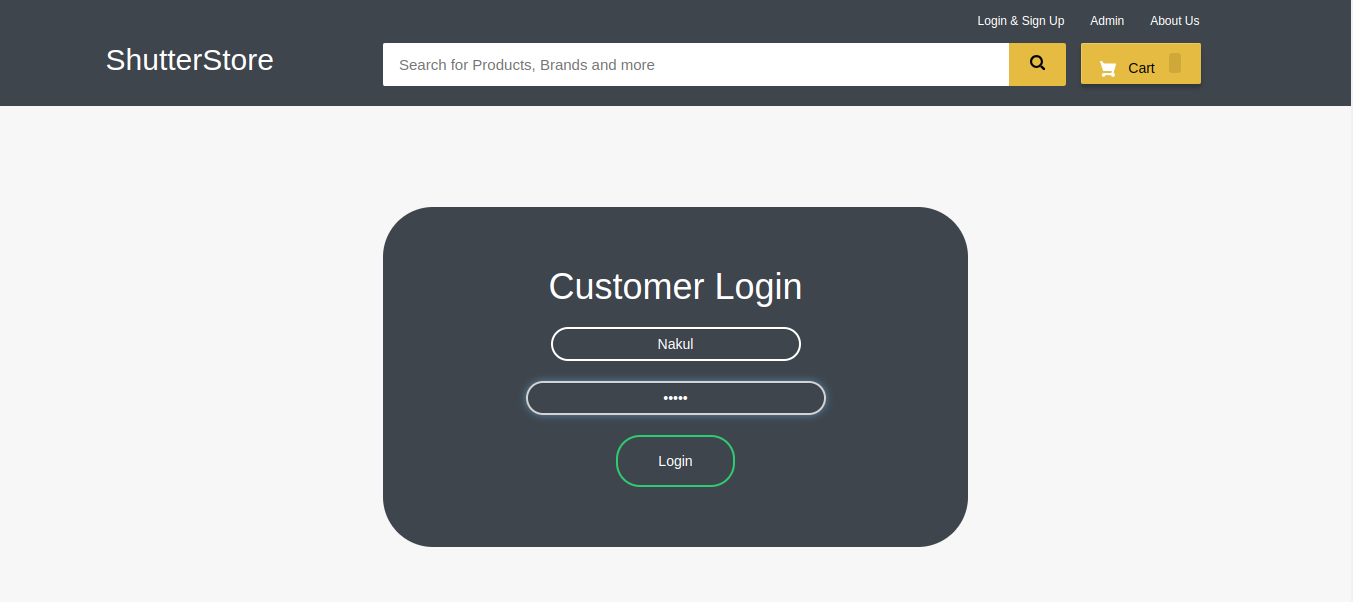 Login & Sign Up Admin About Us
ShutterStore
Search for Products, Brands and more
Cart
Customer Login
Nakul
•••••
Login